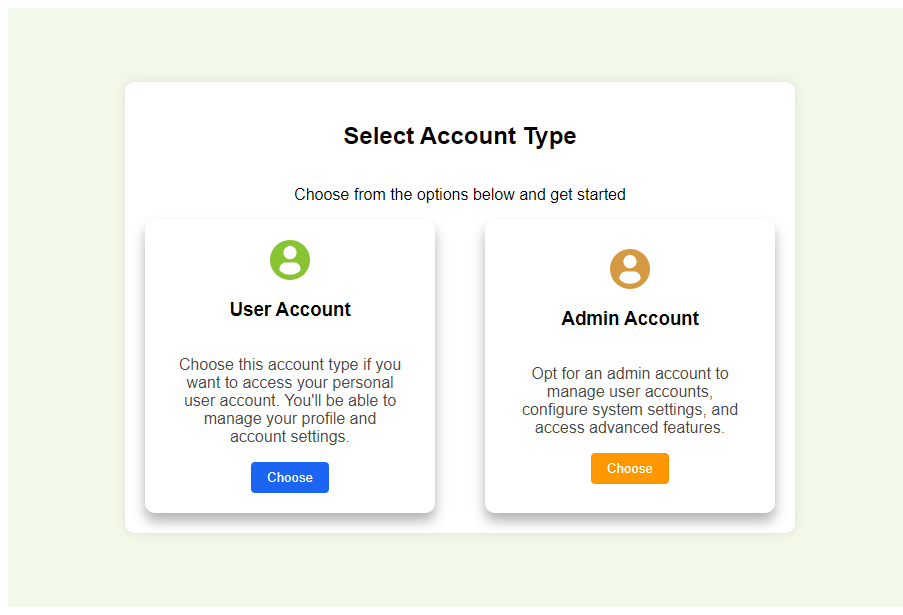 Select Account Type
Choose from the options below and get started
User Account
Choose this account type if you
want to access your personal
user account. You'll be able to
manage your profile and
account settings.
Choose
Admin Account
Opt for an admin account to
manage user accounts,
configure system settings, and
access advanced features.
Choose